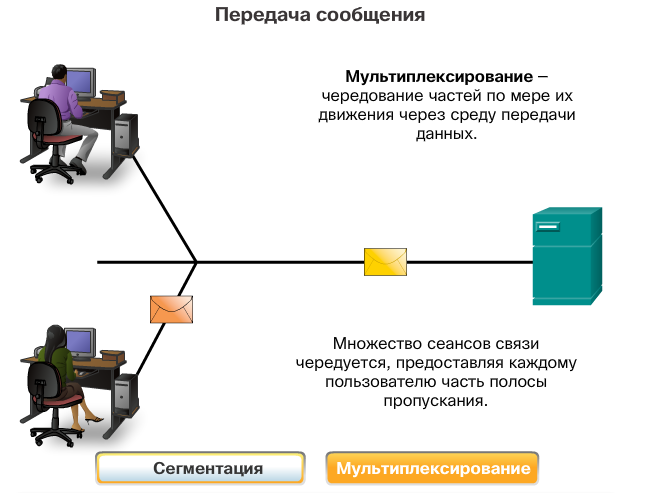 Передача сообщения
Мультиплексирование –
чередование частей по мере их
движения через среду передачи
данных.
Множество сеансов связи
чередуется, предоставляя каждому
пользователю часть полосы
пропускания.
Сегментация
Мультиплексирование